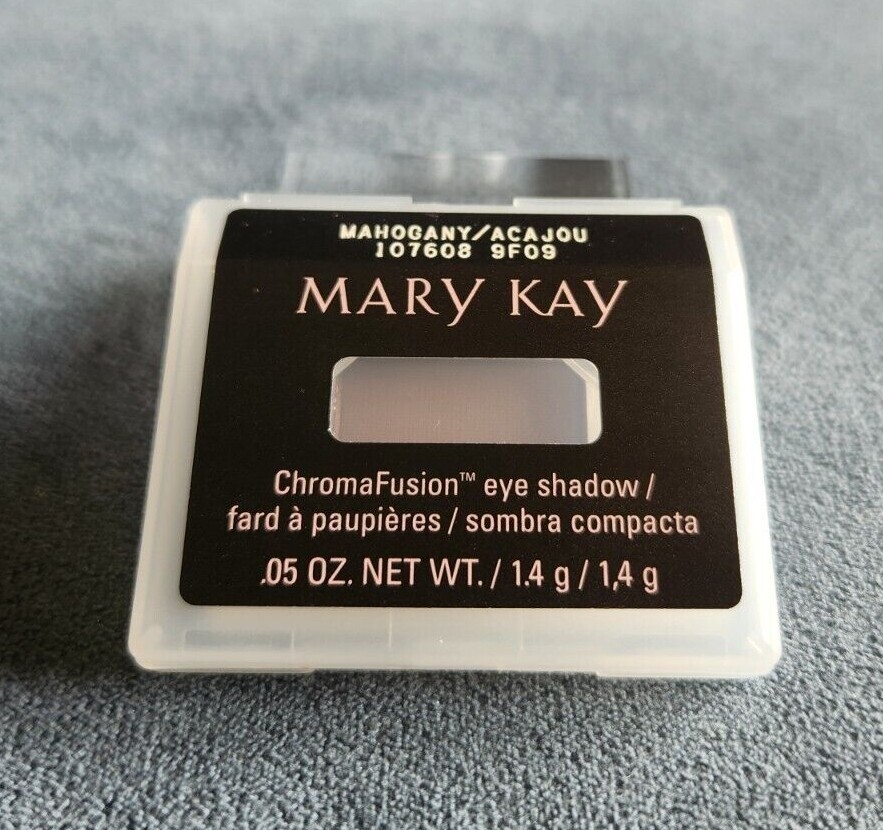 MAHOGANY/ACAJOU
107608 9F09
MARY KAY
ChromaFusion™ eye shadow /
fard à paupières / sombra compacta
.05 OZ. NET WT. / 1.4 g / 1,4 g